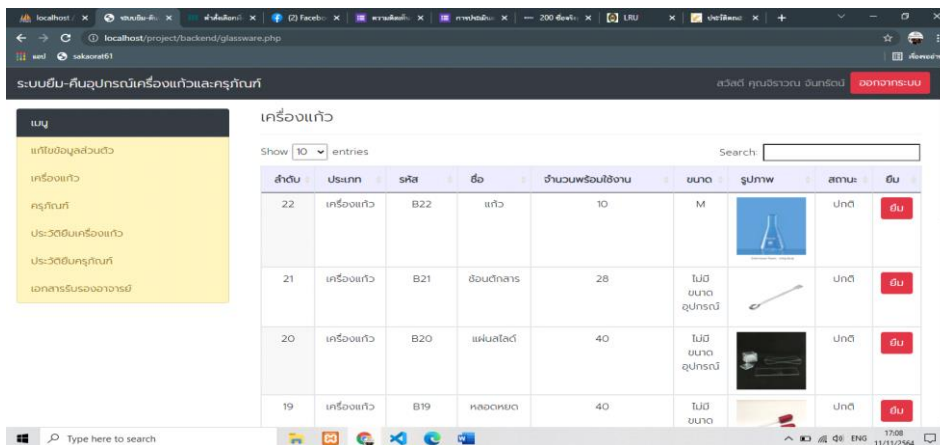 localhost /
ระบบยืม-คืน
(2) Facebo
LRU
localhost/project/backend/glassware.php
sakaorat61
ระบบยืม-คืนอุปกรณ์เครื่องแก้วและครุภัณฑ์
สวัสดี คุณจิราวณ จันทรัตน์ ออกจากระบบ
เมนู
แก้ไขข้อมูลส่วนตัว
เครื่องแก้ว
ครุภัณฑ์
ประวัติยืมเครื่องแก้ว
ประวัติยืมครุภัณฑ์
เอกสารรับรองอาจารย์
เครื่องแก้ว
Show 10 entries Search:
ลำดับ ประเภท รหัส ชื่อ จำนวนพร้อมใช้งาน ขนาด รูปภาพ สถานะ ยืม
22 เครื่องแก้ว B22 แก้ว 10 M ปกติ ยืม
21 เครื่องแก้ว B21 ช้อนตักสาร 28 ไม่มี ปกติ ยืม
ขนาด
อุปกรณ์
20 เครื่องแก้ว B20 แผ่นสไลด์ 40 ไม่มี ปกติ ยืม
ขนาด
อุปกรณ์
19 เครื่องแก้ว B19 หลอดหยด 40 ไม่มี ปกติ ยืม
ขนาด
Type here to search
ENG 17:08
11/11/2564